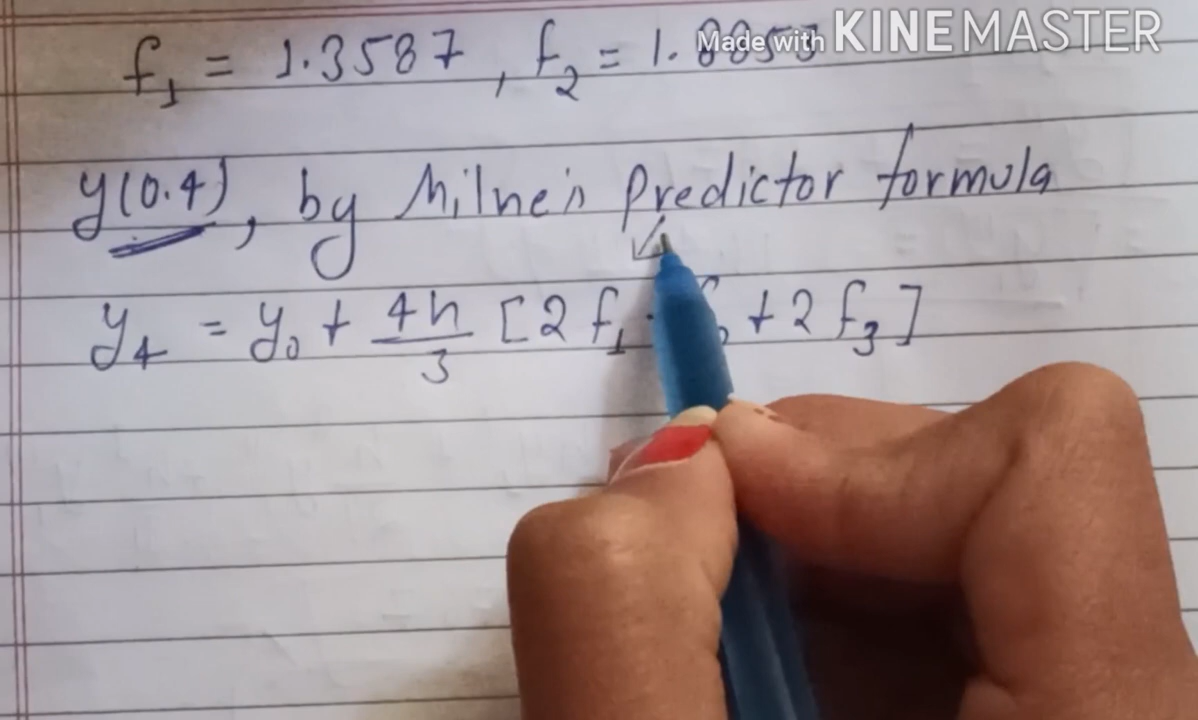 f₁ = 1.3587 , f₂ = 1.
Made with KINEMASTER
y(0.4), by Milne's Predictor formula
y₄ = y₀ + 4h/3 [2 f₁ - + 2 f₃]